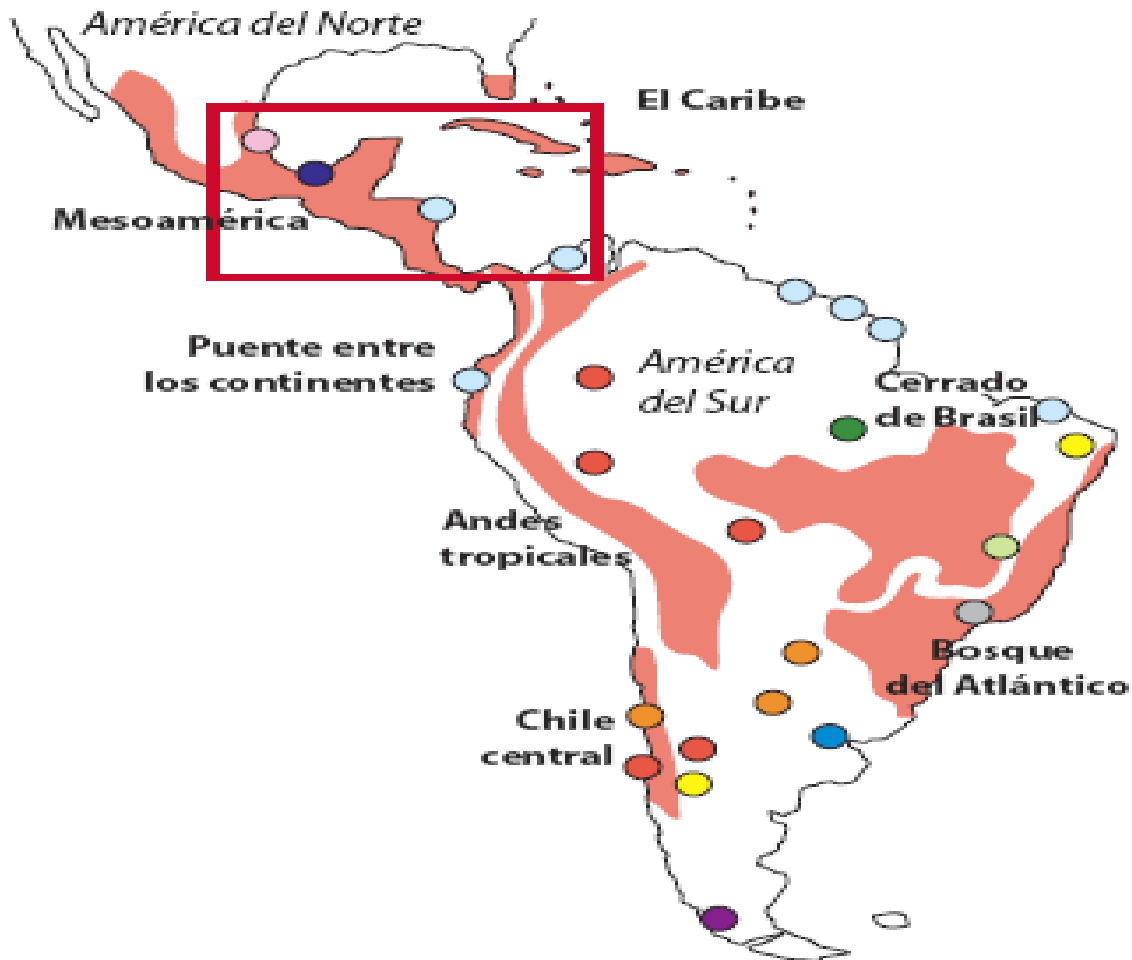 América del Norte
El Caribe
Mesoamérica
Puente entre
los continentes
América
del Sur
Cerrado
de Brasil
Andes
tropicales
Bosque
del Atlántico
Chile
central